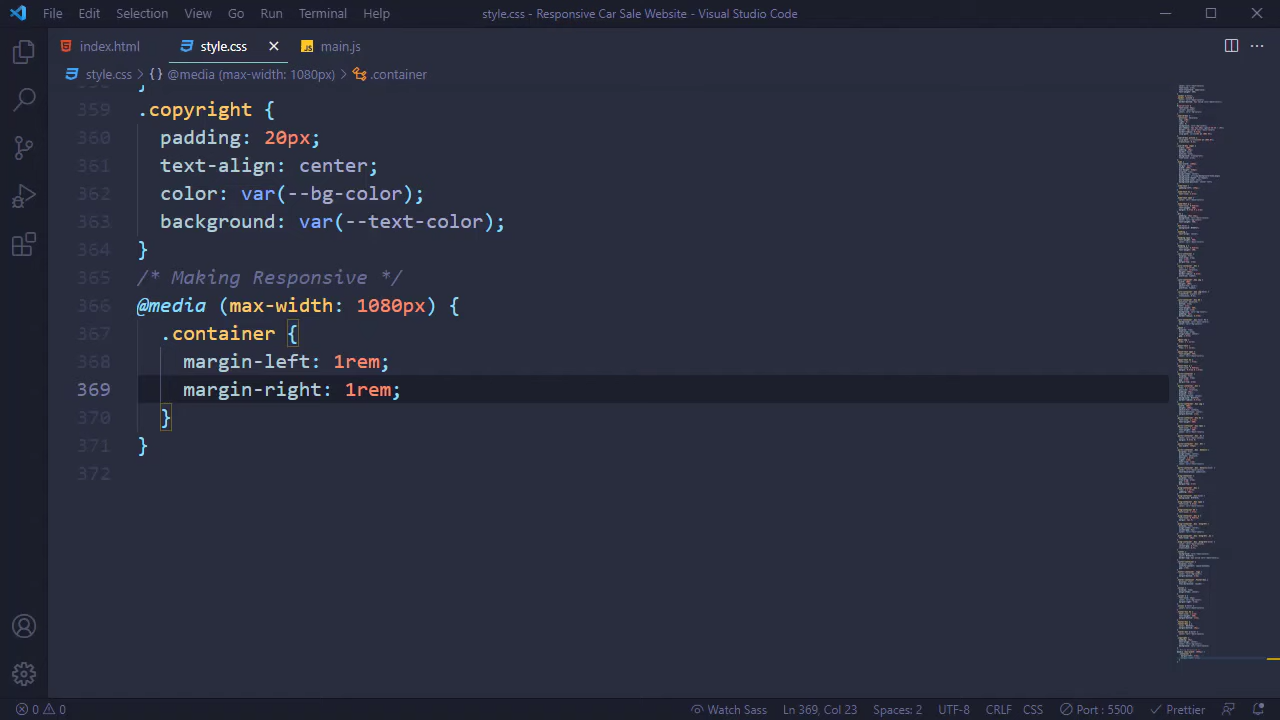 File Edit Selection View Go Run Terminal Help style.css - Responsive Car Sale Website - Visual Studio Code
index.html style.css main.js
style.css @media (max-width: 1080px) .container
359 .copyright {
360 padding: 20px;
361 text-align: center;
362 color: var(--bg-color);
363 background: var(--text-color);
364 }
365 /* Making Responsive */
366 @media (max-width: 1080px) {
367 .container {
368 margin-left: 1rem;
369 margin-right: 1rem;
370 }
371 }
372
0 0 Watch Sass Ln 369, Col 23 Spaces: 2 UTF-8 CRLF CSS Port : 5500 Prettier